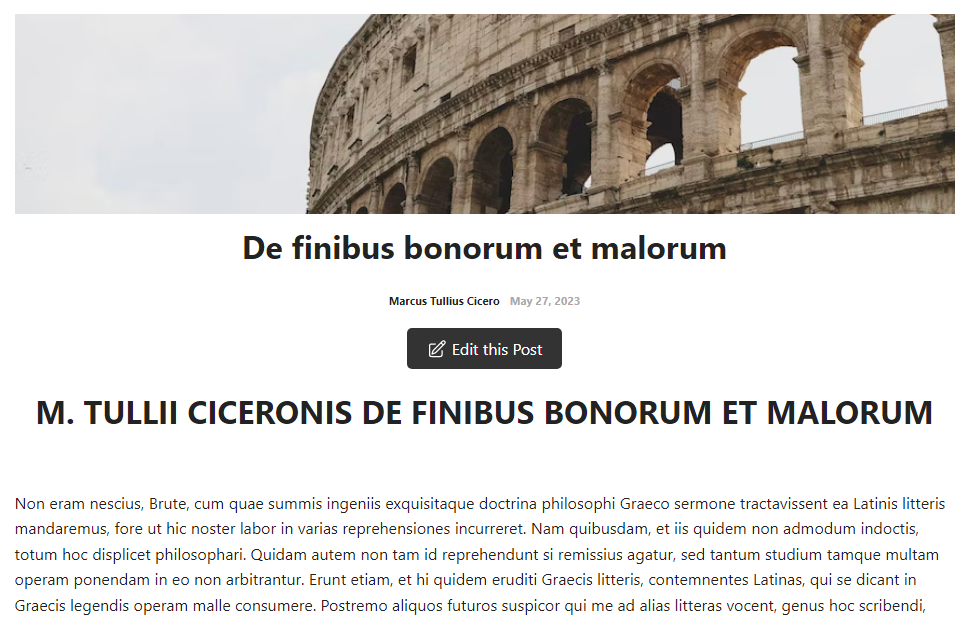 De finibus bonorum et malorum
Marcus Tullius Cicero May 27, 2023
Edit this Post
M. TULLII CICERONIS DE FINIBUS BONORUM ET MALORUM
Non eram nescius, Brute, cum quae summis ingeniis exquisitaque doctrina philosophi Graeco sermone tractavissent ea Latinis litteris
mandaremus, fore ut hic noster labor in varias reprehensiones incurreret. Nam quibusdam, et iis quidem non admodum indoctis,
totum hoc displicet philosophari. Quidam autem non tam id reprehendunt si remissius agatur, sed tantum studium tamque multam
operam ponendam in eo non arbitrantur. Erunt etiam, et hi quidem eruditi Graecis litteris, contemnentes Latinas, qui se dicant in
Graecis legendis operam malle consumere. Postremo aliquos futuros suspicor qui me ad alias litteras vocent, genus hoc scribendi,